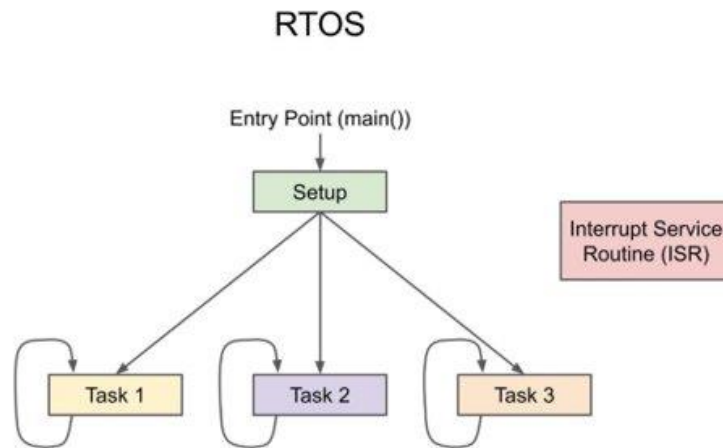 RTOS
Entry Point (main())
Setup
Interrupt Service
Routine (ISR)
Task 1
Task 2
Task 3